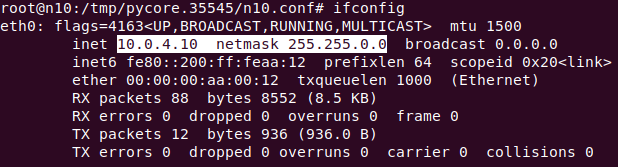 root@n10:/tmp/pycore.35545/n10.conf# ifconfig
eth0: flags=4163<UP,BROADCAST,RUNNING,MULTICAST>  mtu 1500
        inet 10.0.4.10  netmask 255.255.0.0  broadcast 0.0.0.0
        inet6 fe80::200:ff:feaa:12  prefixlen 64  scopeid 0x20<link>
        ether 00:00:00:aa:00:12  txqueuelen 1000  (Ethernet)
        RX packets 88  bytes 8552 (8.5 KB)
        RX errors 0  dropped 0  overruns 0  frame 0
        TX packets 12  bytes 936 (936.0 B)
        TX errors 0  dropped 0 overruns 0  carrier 0  collisions 0